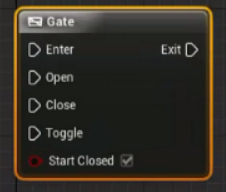 Gate
Enter Exit
Open
Close
Toggle
Start Closed